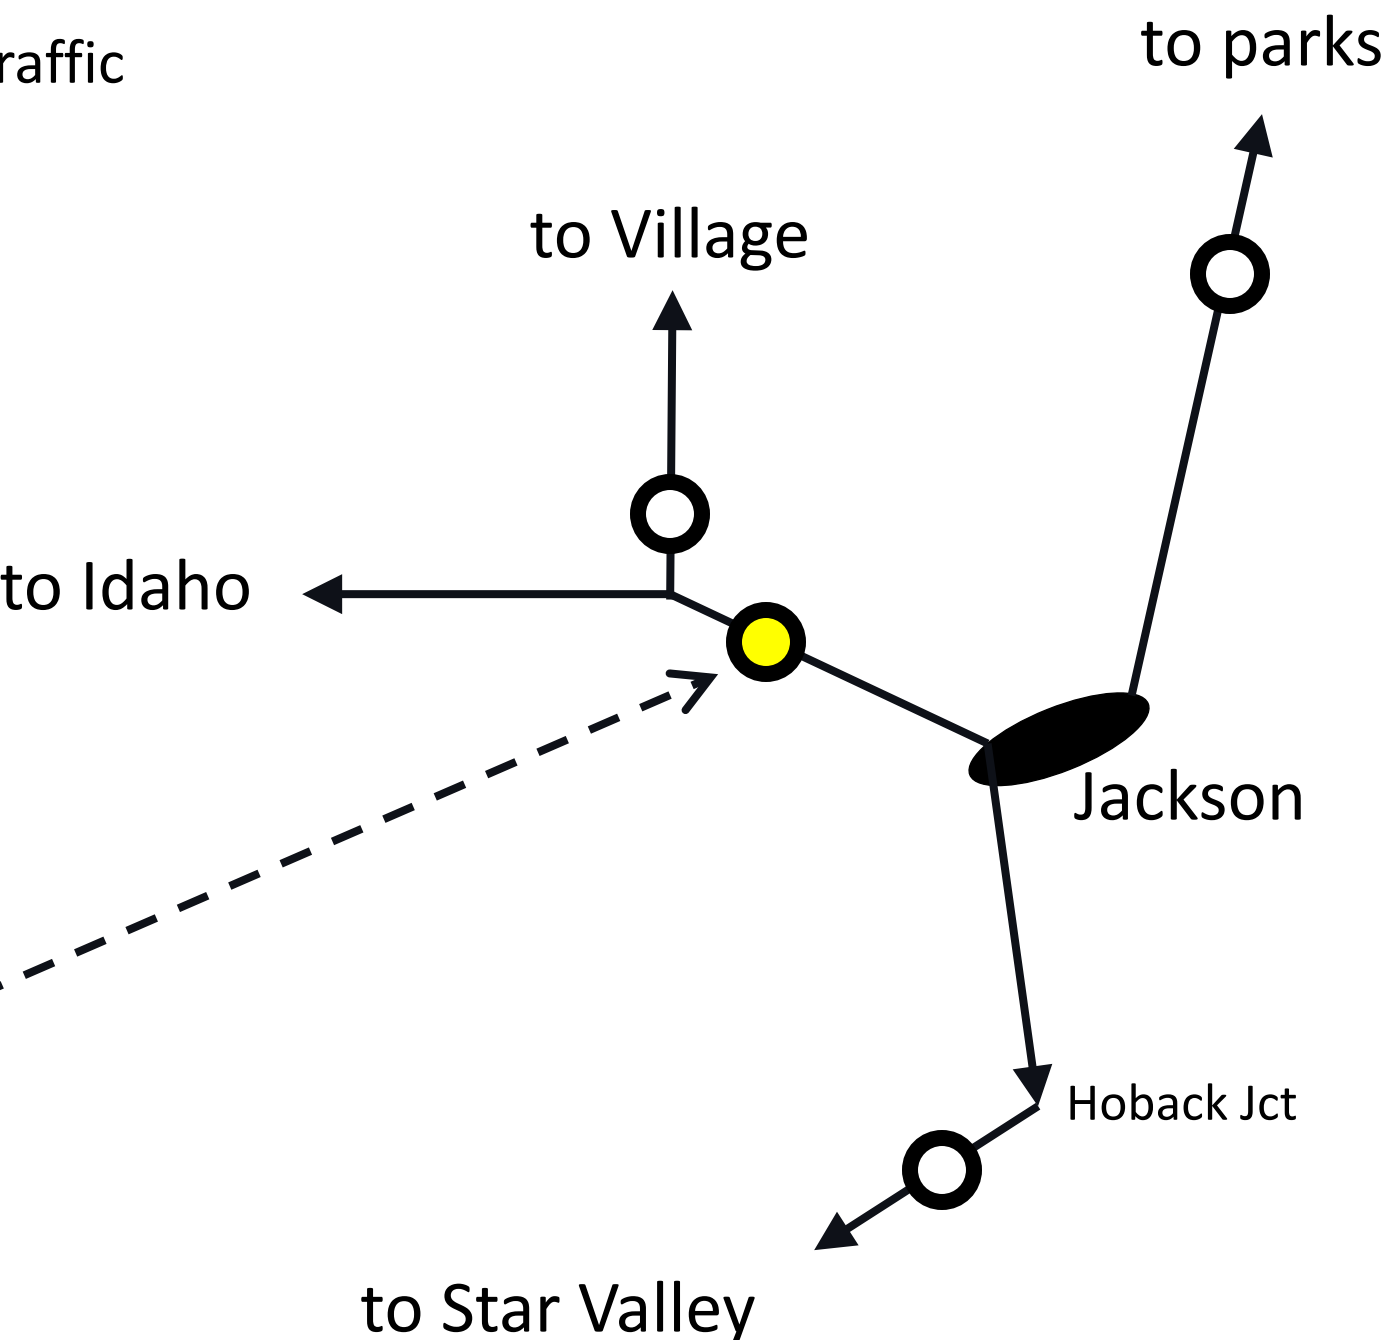 to parks
raffic
to Village
to Idaho
Jackson
Hoback Jct
to Star Valley